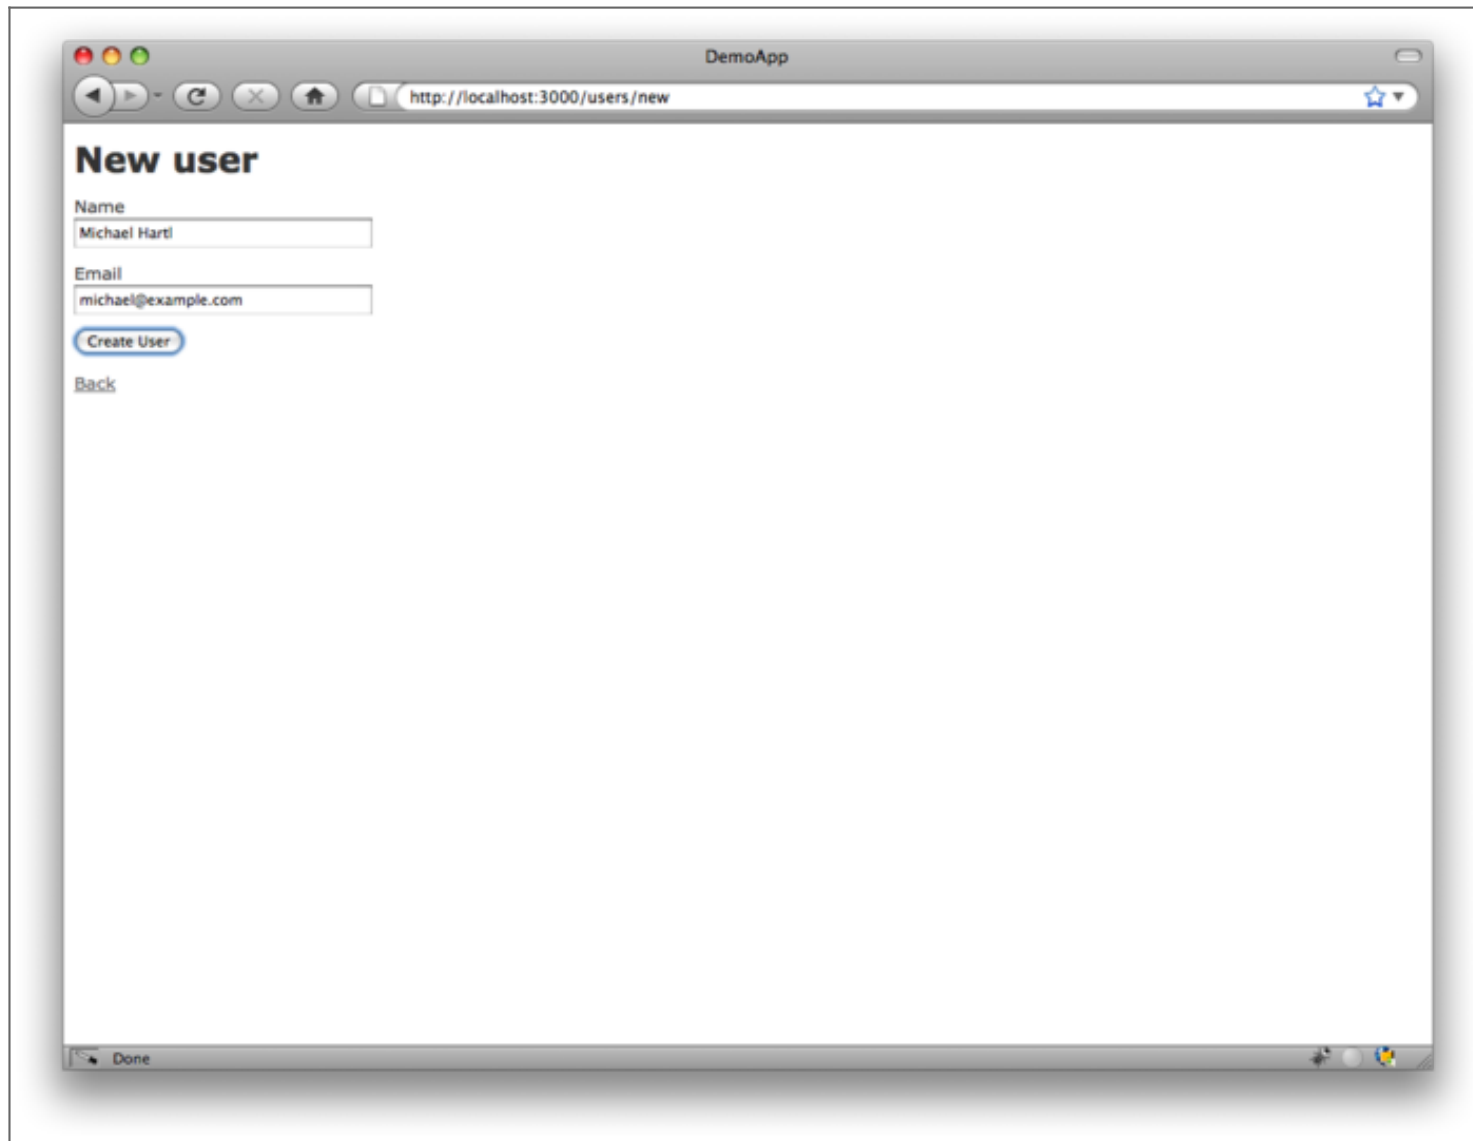 DemoApp
http://localhost:3000/users/new
New user
Name
Michael Hartl
Email
michael@example.com
Create User
Back
Done